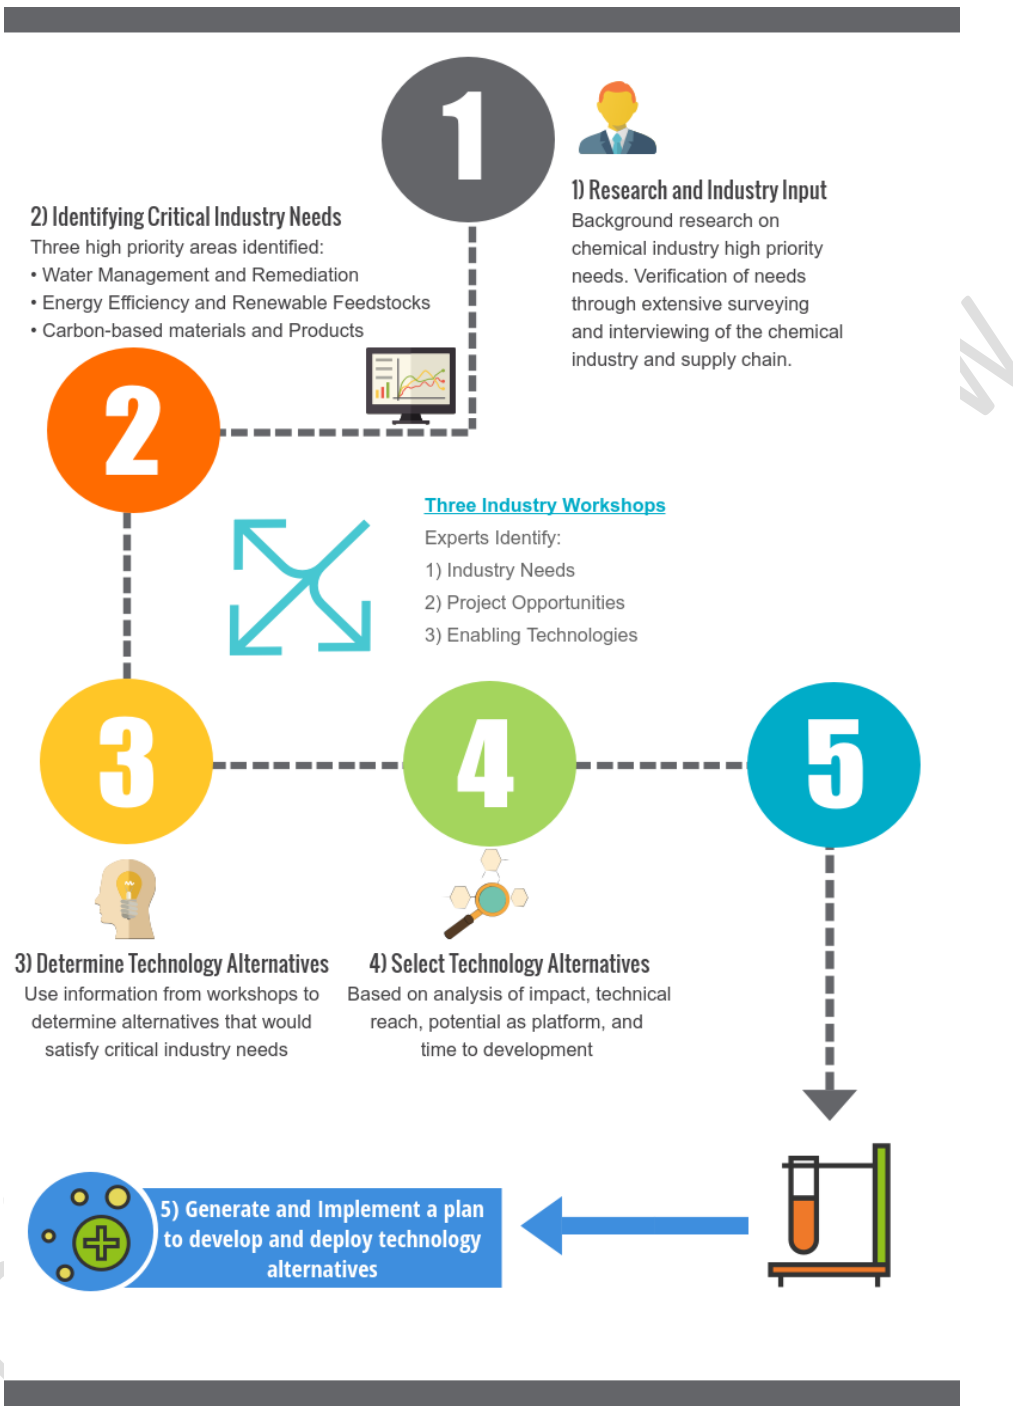 1
1) Research and Industry Input
Background research on
chemical industry high priority
needs. Verification of needs
through extensive surveying
and interviewing of the chemical
industry and supply chain.
2) Identifying Critical Industry Needs
Three high priority areas identified:
• Water Management and Remediation
• Energy Efficiency and Renewable Feedstocks
• Carbon-based materials and Products
2
Three Industry Workshops
Experts Identify:
1) Industry Needs
2) Project Opportunities
3) Enabling Technologies
3
4
5
3) Determine Technology Alternatives
Use information from workshops to
determine alternatives that would
satisfy critical industry needs
4) Select Technology Alternatives
Based on analysis of impact, technical
reach, potential as platform, and
time to development
5) Generate and Implement a plan
to develop and deploy technology
alternatives